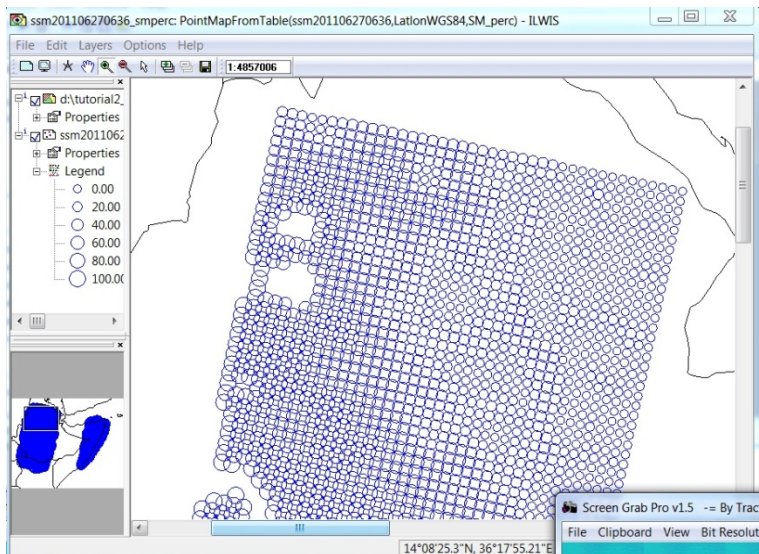 ssm201106270636_smperc: PointMapFromTable(ssm201106270636,LatlonWGS84,SM_perc) - ILWIS
File Edit Layers Options Help
1:4857006
d:\tutorial2_
Properties
ssm2011062
Properties
Legend
0.00
20.00
40.00
60.00
80.00
100.00
14°08'25.3"N, 36°17'55.21"E
Screen Grab Pro v1.5 -= By Trac
File Clipboard View Bit Resolut